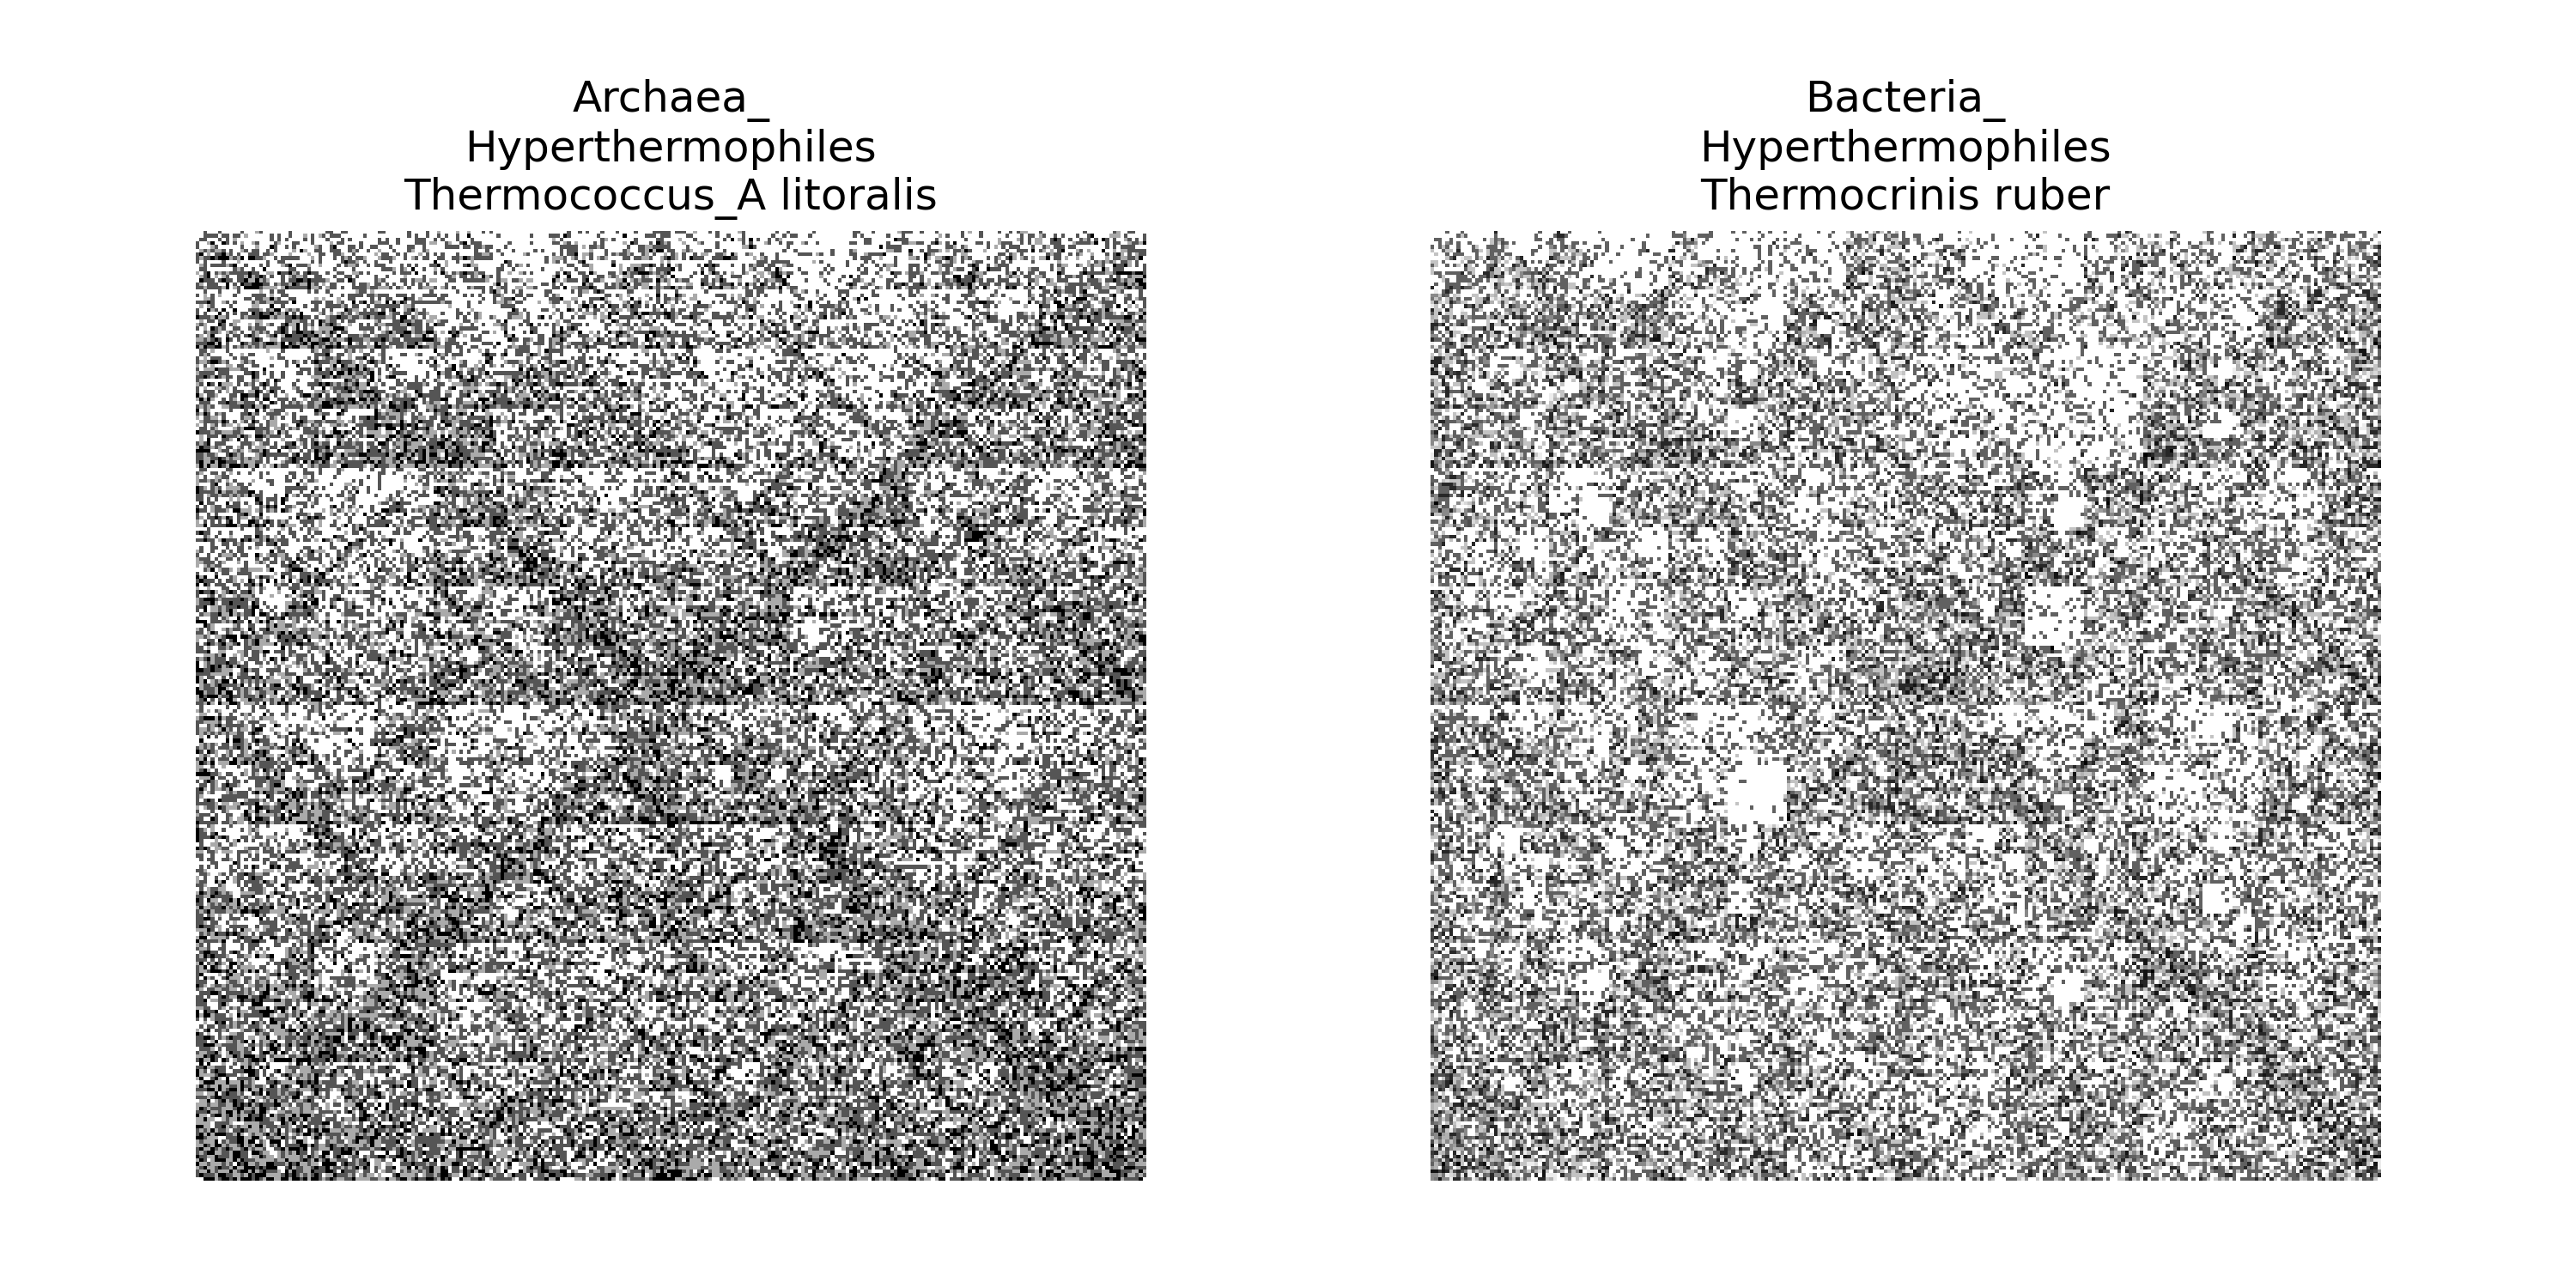 Archaea_
Hyperthermophiles
Thermococcus_A litoralis
Bacteria_
Hyperthermophiles
Thermocrinis ruber